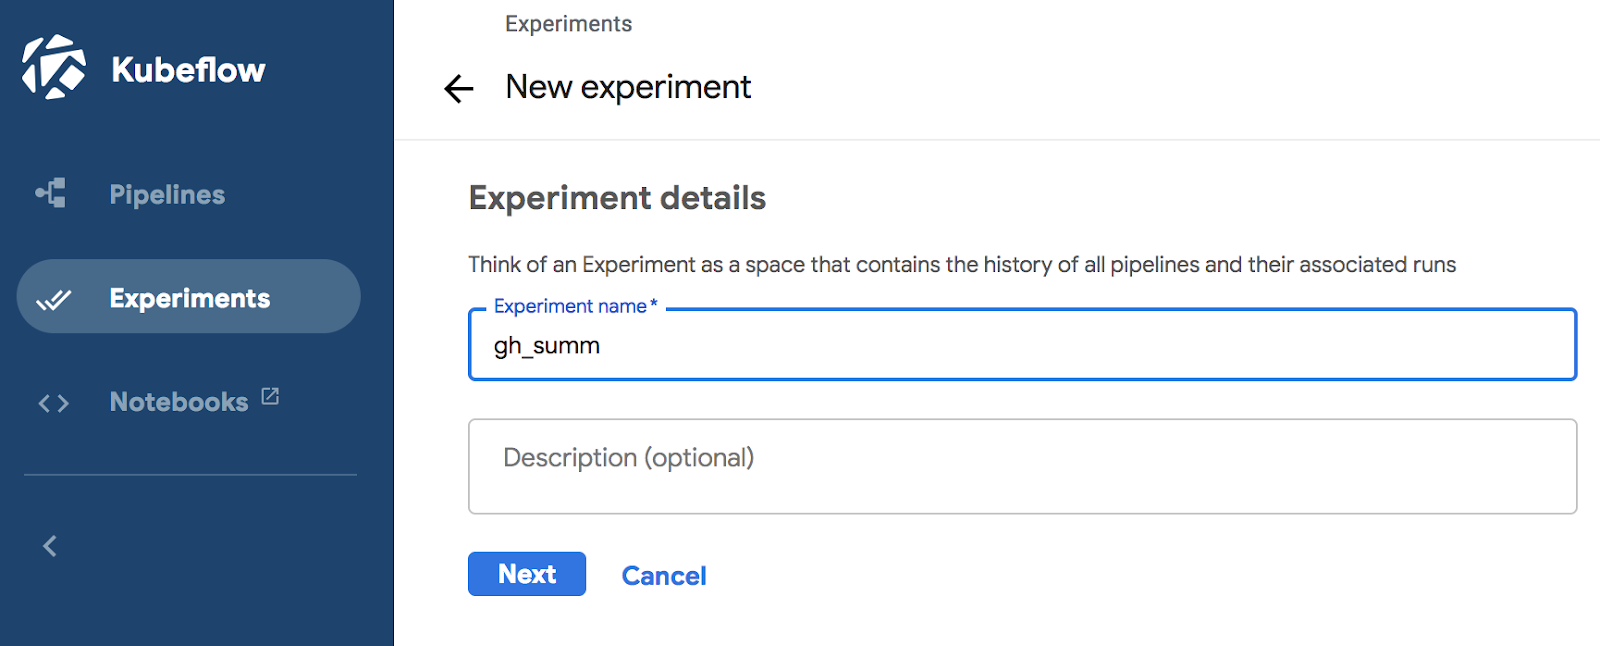 Kubeflow
Pipelines
Experiments
Notebooks
Experiments
New experiment
Experiment details
Think of an Experiment as a space that contains the history of all pipelines and their associated runs
Experiment name*
gh_summ
Description (optional)
Next
Cancel